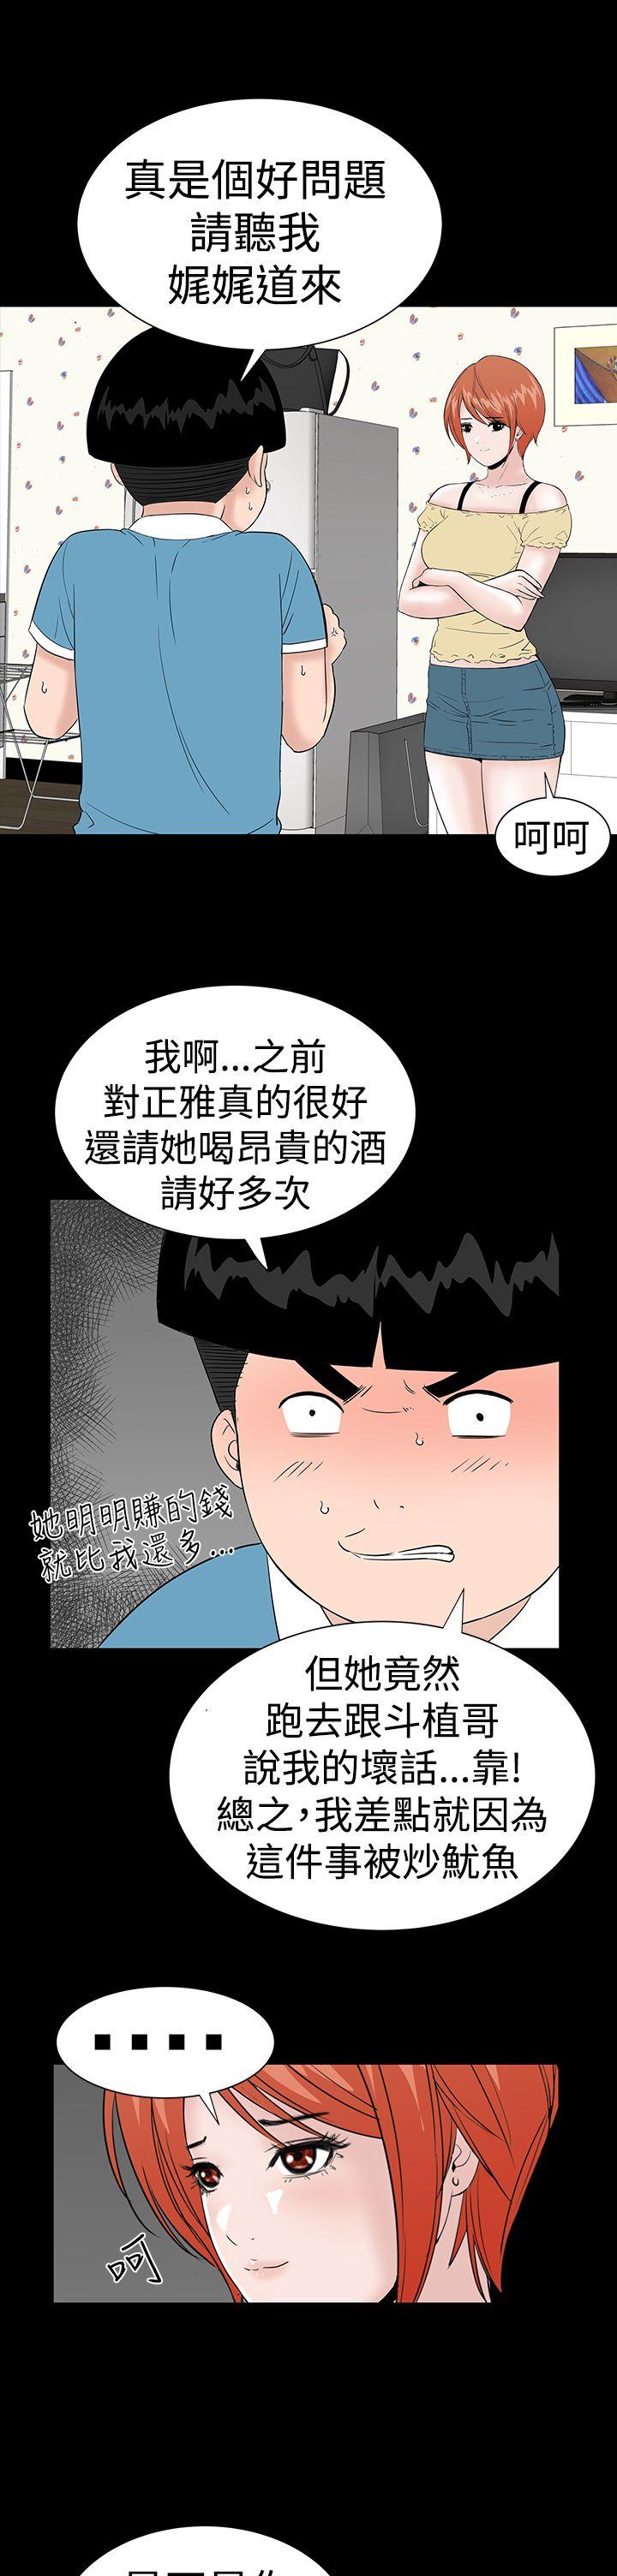 真是個好問題
請聽我
娓娓道來
呵呵
我啊...之前
對正雅真的很好
還請她喝昂貴的酒
請好多次
她明明賺的錢
就比我還多...
但她竟然
跑去跟斗植哥
說我的壞話...靠!
總之,我差點就因為
這件事被炒魷魚
....
呵